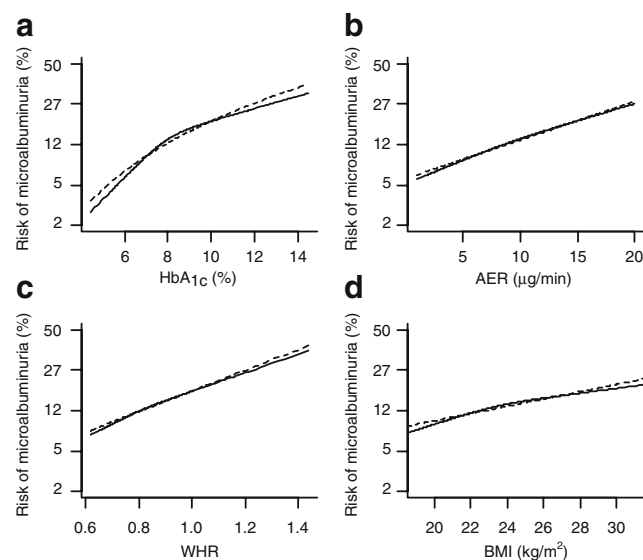 a
Risk of microalbuminuria (%)
50
27
12
5
2
6 8 10 12 14
HbA1c (%)
b
Risk of microalbuminuria (%)
50
27
12
5
2
5 10 15 20
AER (μg/min)
c
Risk of microalbuminuria (%)
50
27
12
5
2
0.6 0.8 1.0 1.2 1.4
WHR
d
Risk of microalbuminuria (%)
50
27
12
5
2
20 22 24 26 28 30
BMI (kg/m²)